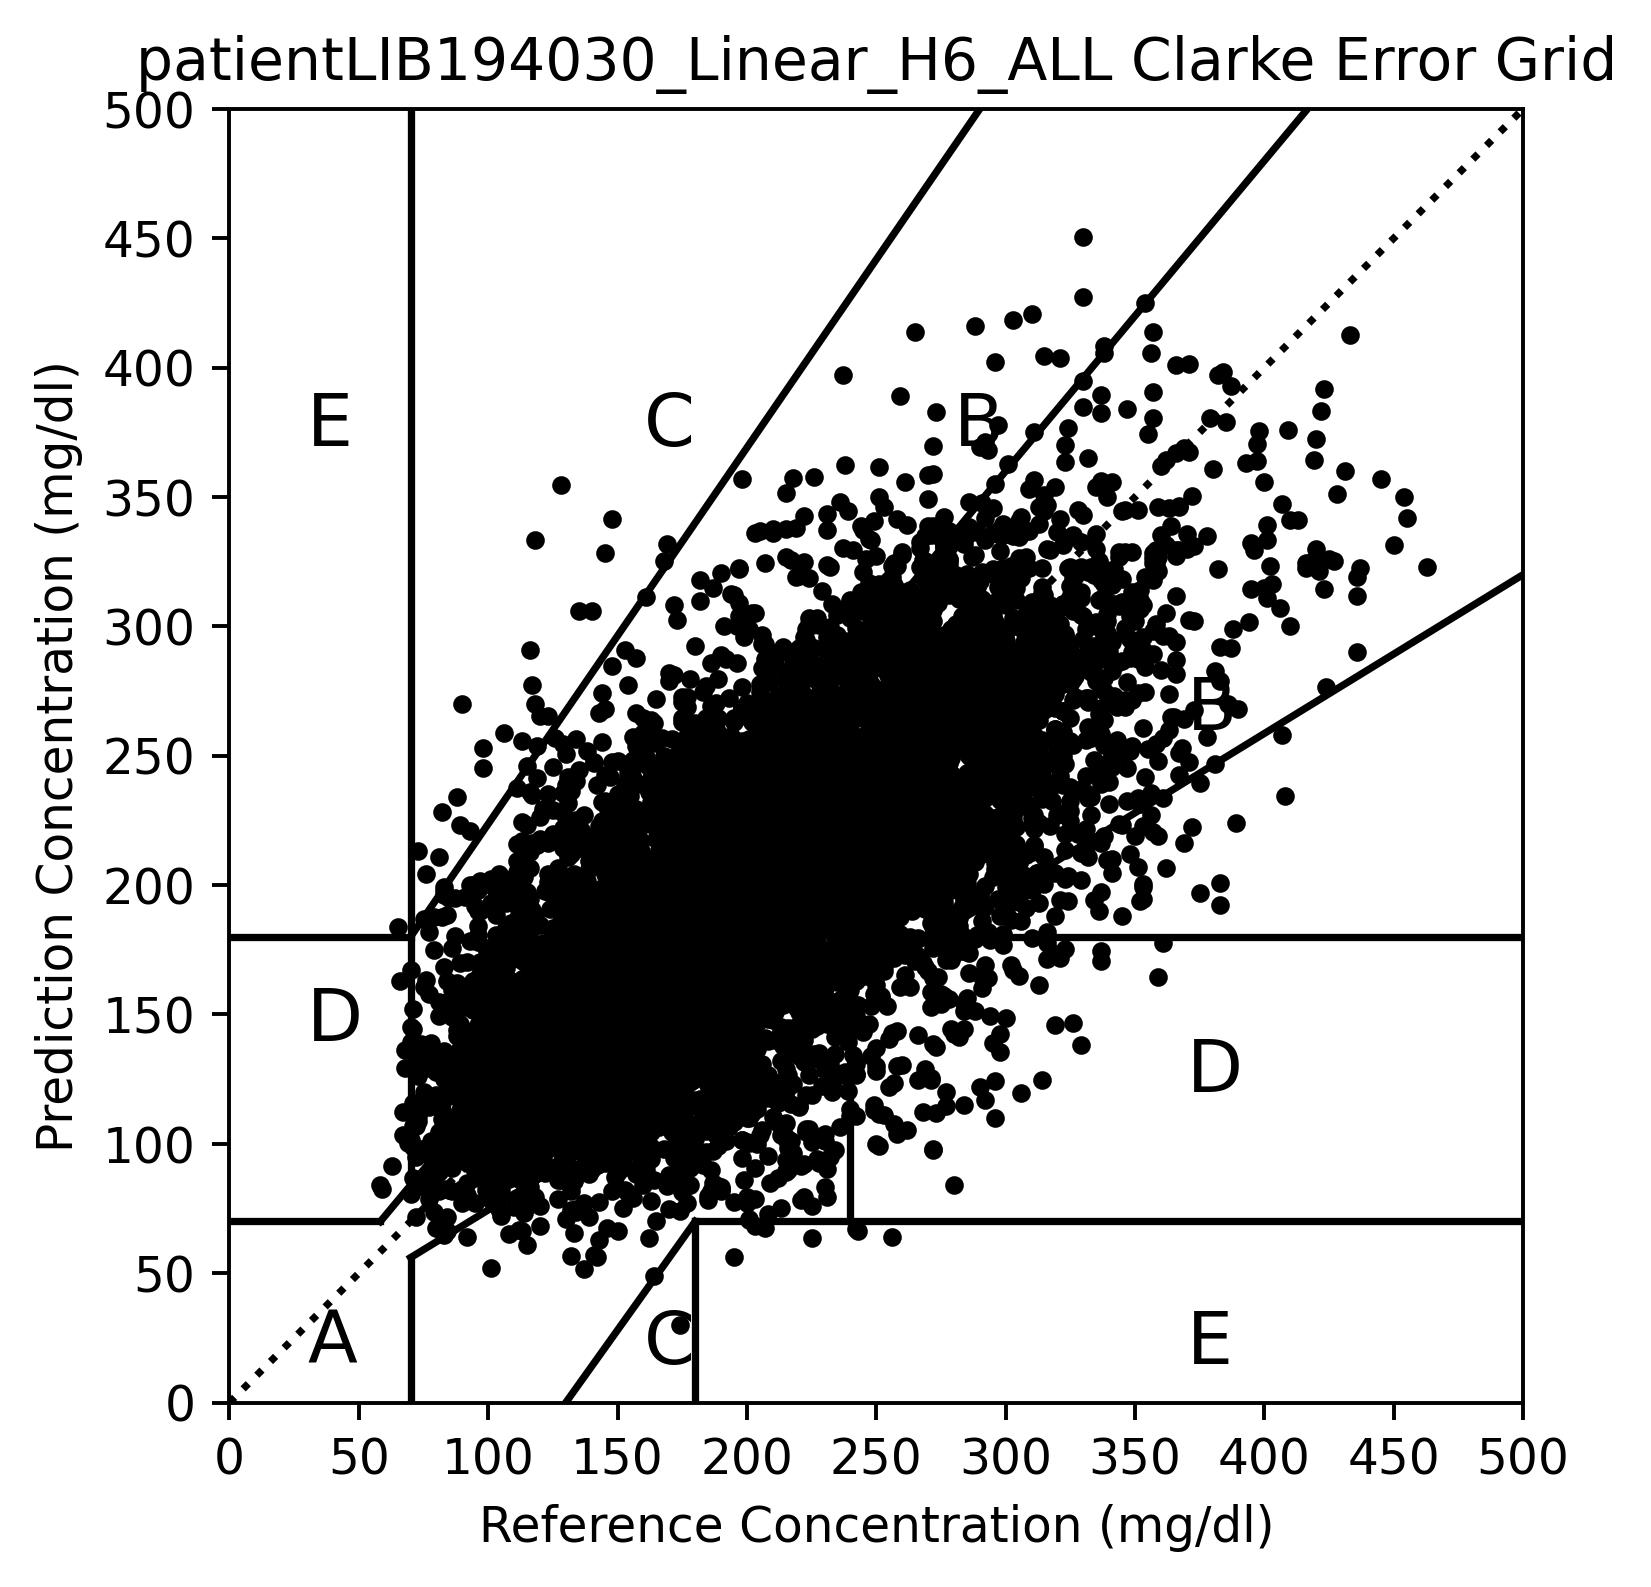 patientLIB194030_Linear_H6_ALL Clarke Error Grid
500
450
400
350
300
250
200
150
100
50
0
Prediction Concentration (mg/dl)
E
C
B
B
D
D
A
C
E
0 50 100 150 200 250 300 350 400 450 500
Reference Concentration (mg/dl)